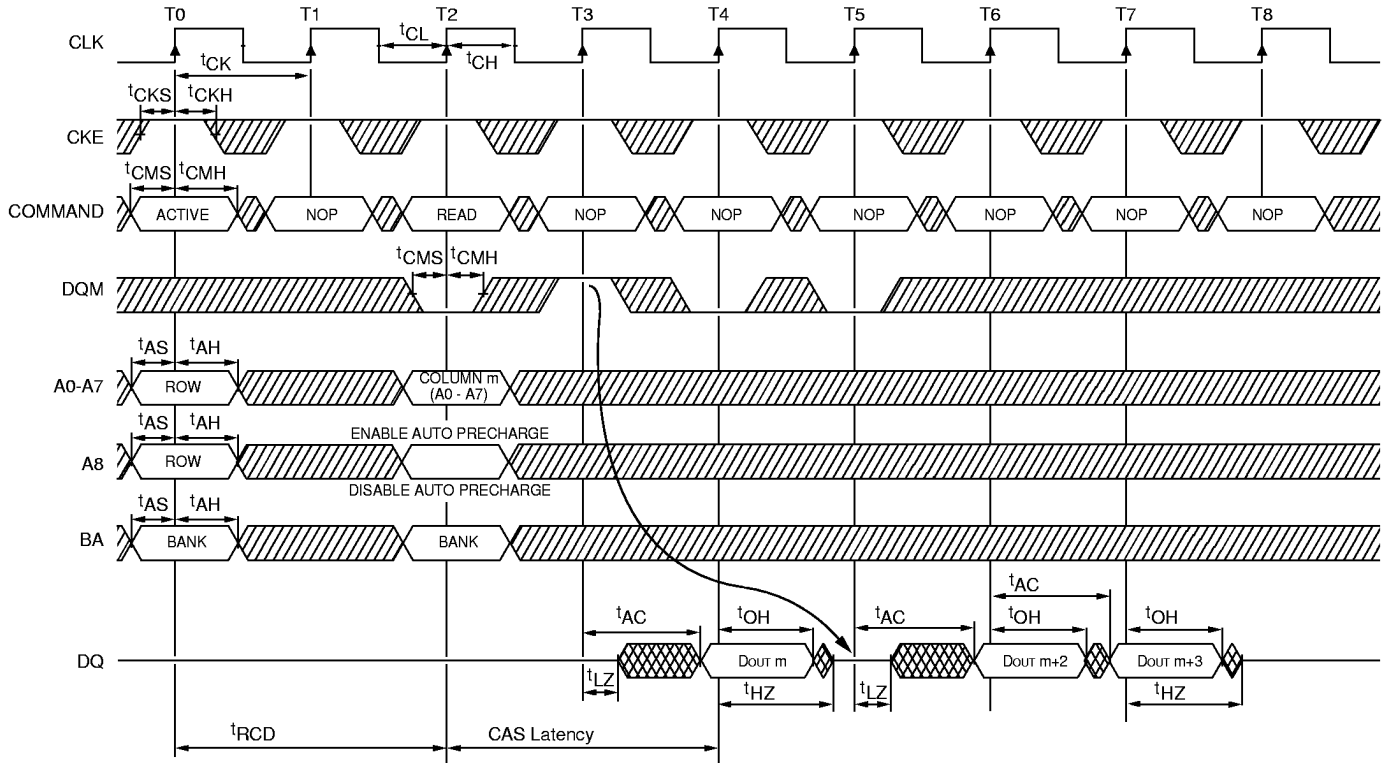 T0 T1 T2 T3 T4 T5 T6 T7 T8
CLK
tCL
tCH
tCK
tCKS tCKH
CKE
tCMS tCMH
COMMAND ACTIVE NOP READ NOP NOP NOP NOP NOP NOP
tCMS tCMH
DQM
tAS tAH
A0-A7 ROW COLUMN m
(A0 - A7)
tAS tAH ENABLE AUTO PRECHARGE
A8 ROW
DISABLE AUTO PRECHARGE
tAS tAH
BA BANK BANK
tAC
tAC tOH tAC tOH tOH
DQ DOUT m DOUT m+2 DOUT m+3
tLZ tHZ tLZ tHZ
tRCD CAS Latency